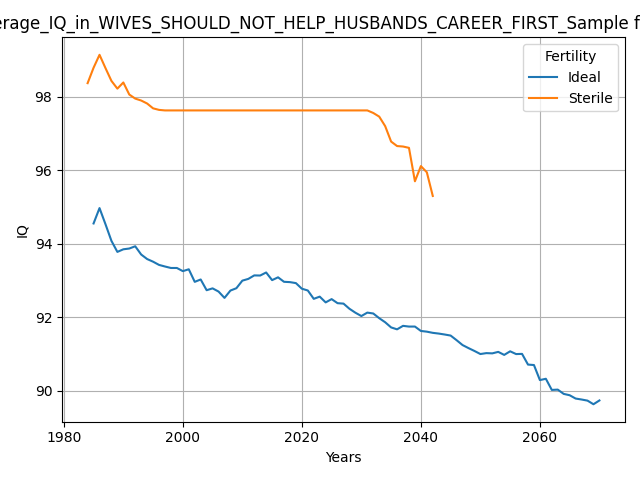 erage_IQ_in_WIVES_SHOULD_NOT_HELP_HUSBANDS_CAREER_FIRST_Sample f
Fertility
Ideal
Sterile
98
96
94
92
90
IQ
1980
2000
2020
2040
2060
Years